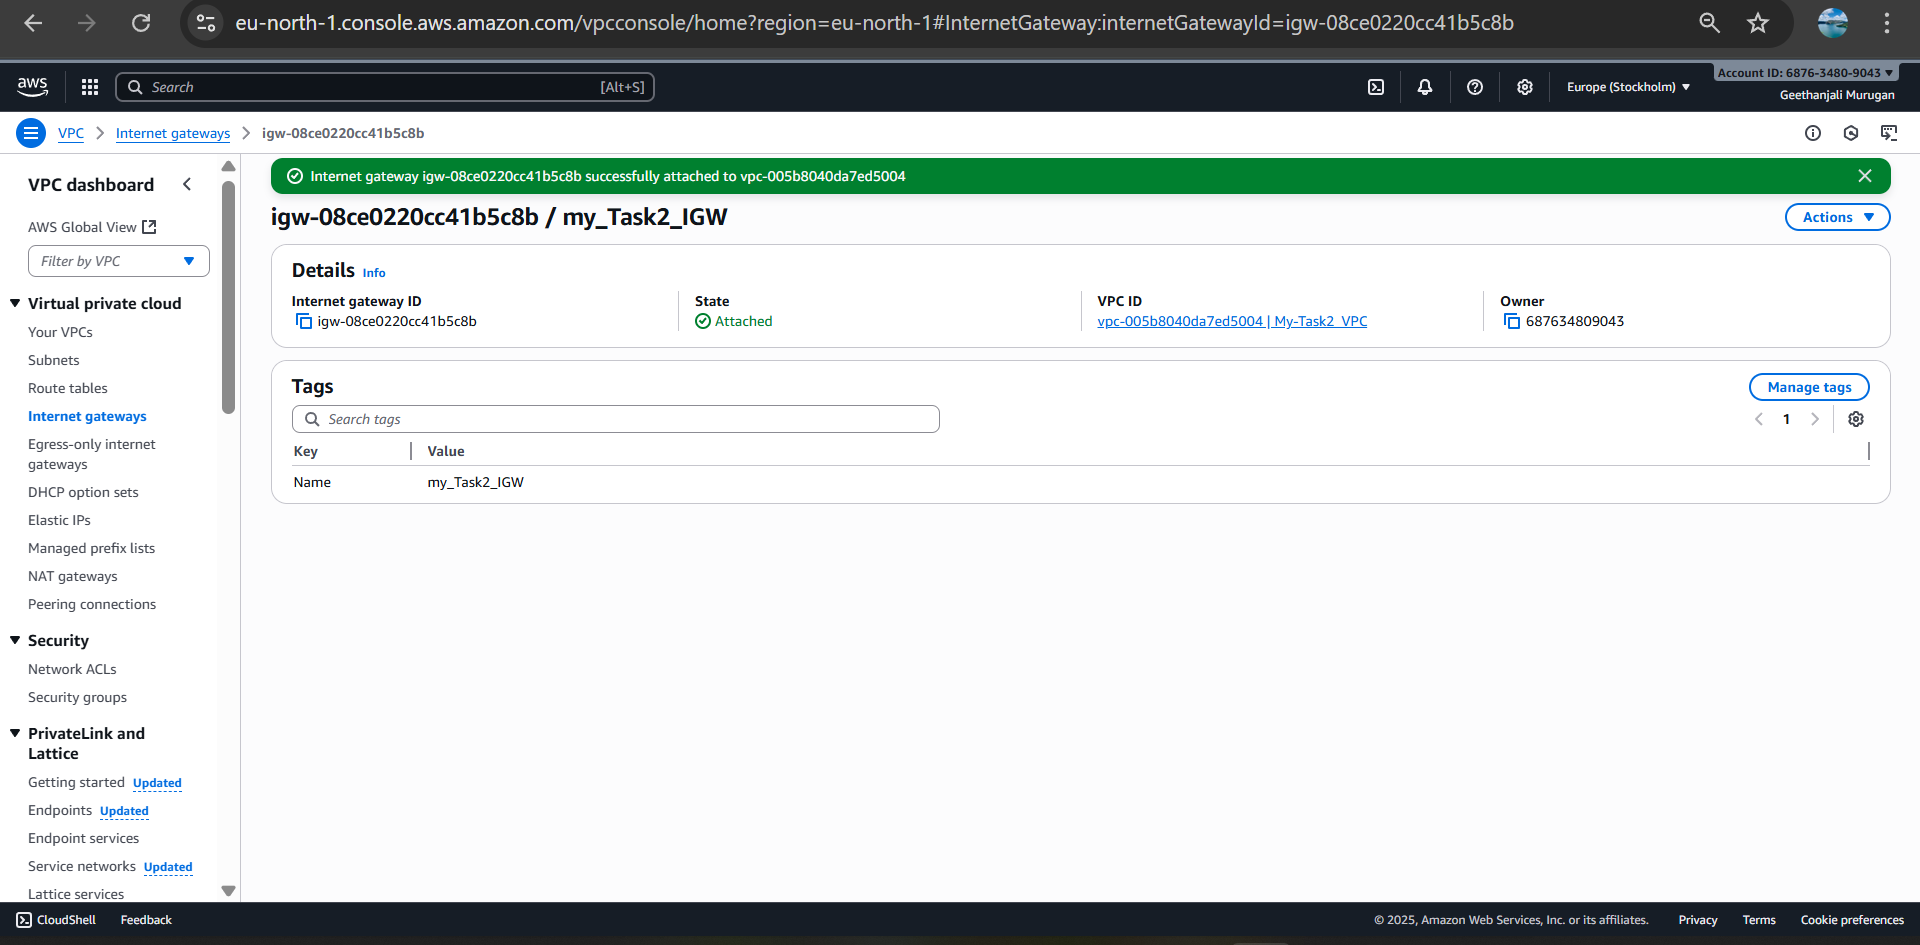 eu-north-1.console.aws.amazon.com/vpcconsole/home?region=eu-north-1#InternetGateway:internetGatewayId=igw-08ce0220cc41b5c8b
aws
Search
[Alt+S]
Europe (Stockholm)
Account ID: 6876-3480-9043
Geethanjali Murugan
VPC
Internet gateways
igw-08ce0220cc41b5c8b
VPC dashboard
AWS Global View
Filter by VPC
Virtual private cloud
Your VPCs
Subnets
Route tables
Internet gateways
Egress-only internet
gateways
DHCP option sets
Elastic IPs
Managed prefix lists
NAT gateways
Peering connections
Security
Network ACLs
Security groups
PrivateLink and
Lattice
Getting started Updated
Endpoints Updated
Endpoint services
Service networks Updated
Lattice services
Internet gateway igw-08ce0220cc41b5c8b successfully attached to vpc-005b8040da7ed5004
igw-08ce0220cc41b5c8b / my_Task2_IGW
Actions
Details Info
Internet gateway ID
igw-08ce0220cc41b5c8b
State
Attached
VPC ID
vpc-005b8040da7ed5004 | My-Task2_VPC
Owner
687634809043
Tags
Manage tags
Search tags
1
Key Value
Name my_Task2_IGW
CloudShell
Feedback
© 2025, Amazon Web Services, Inc. or its affiliates.
Privacy
Terms
Cookie preferences